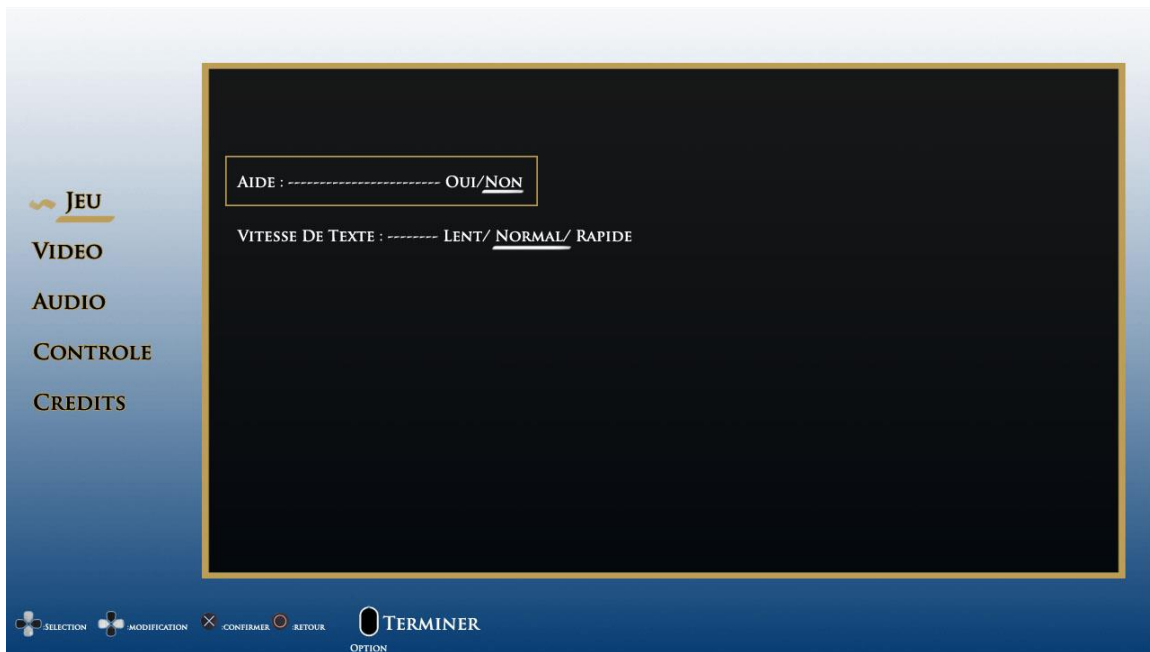 Jeu
Video
Audio
Controle
Credits
Aide : ------------------------ Oui/Non
Vitesse De Texte : -------- Lent/ Normal/ Rapide
:Selection :Modification :Confirmer :Retour Terminer
Option